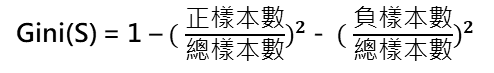 Gini(S) = 1 – ( 正樣本數/總樣本數 )² - ( 負樣本數/總樣本數 )²